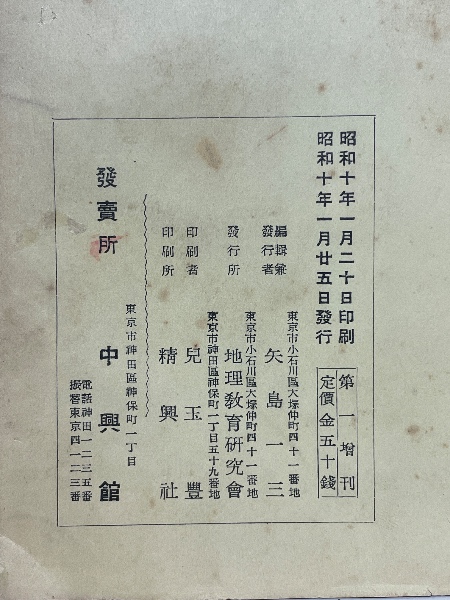 昭和十年一月二十日印刷
昭和十年一月廿五日發行
第一增刊
定價金五十錢
編輯兼
發行者
東京市小石川區大塚仲町四十一番地
矢島一三
發行所
東京市小石川區大塚仲町四十一番地
地理教育研究會
印刷者
東京市神田區神保町一丁目五十九番地
兒玉豐
印刷所
精興社
發賣所
東京市神田區神保町一丁目
中興館
電話神田一二三五番
振替東京四一二三番